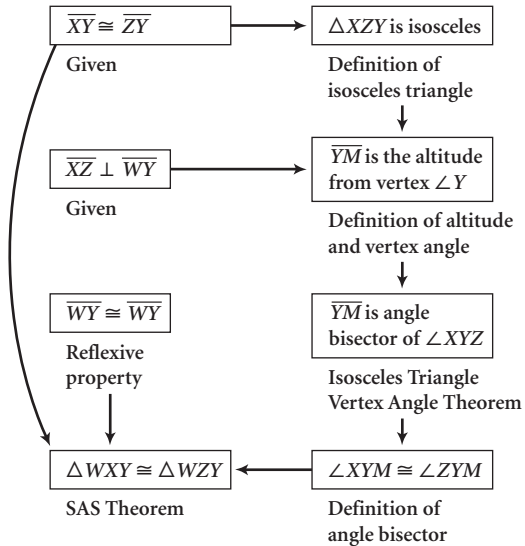 XY ≅ ZY
Given
△XZY is isosceles
Definition of
isosceles triangle
XZ ⊥ WY
Given
YM is the altitude
from vertex ∠Y
Definition of altitude
and vertex angle
WY ≅ WY
Reflexive
property
YM is angle
bisector of ∠XYZ
Isosceles Triangle
Vertex Angle Theorem
△WXY ≅ △WZY
SAS Theorem
∠XYM ≅ ∠ZYM
Definition of
angle bisector